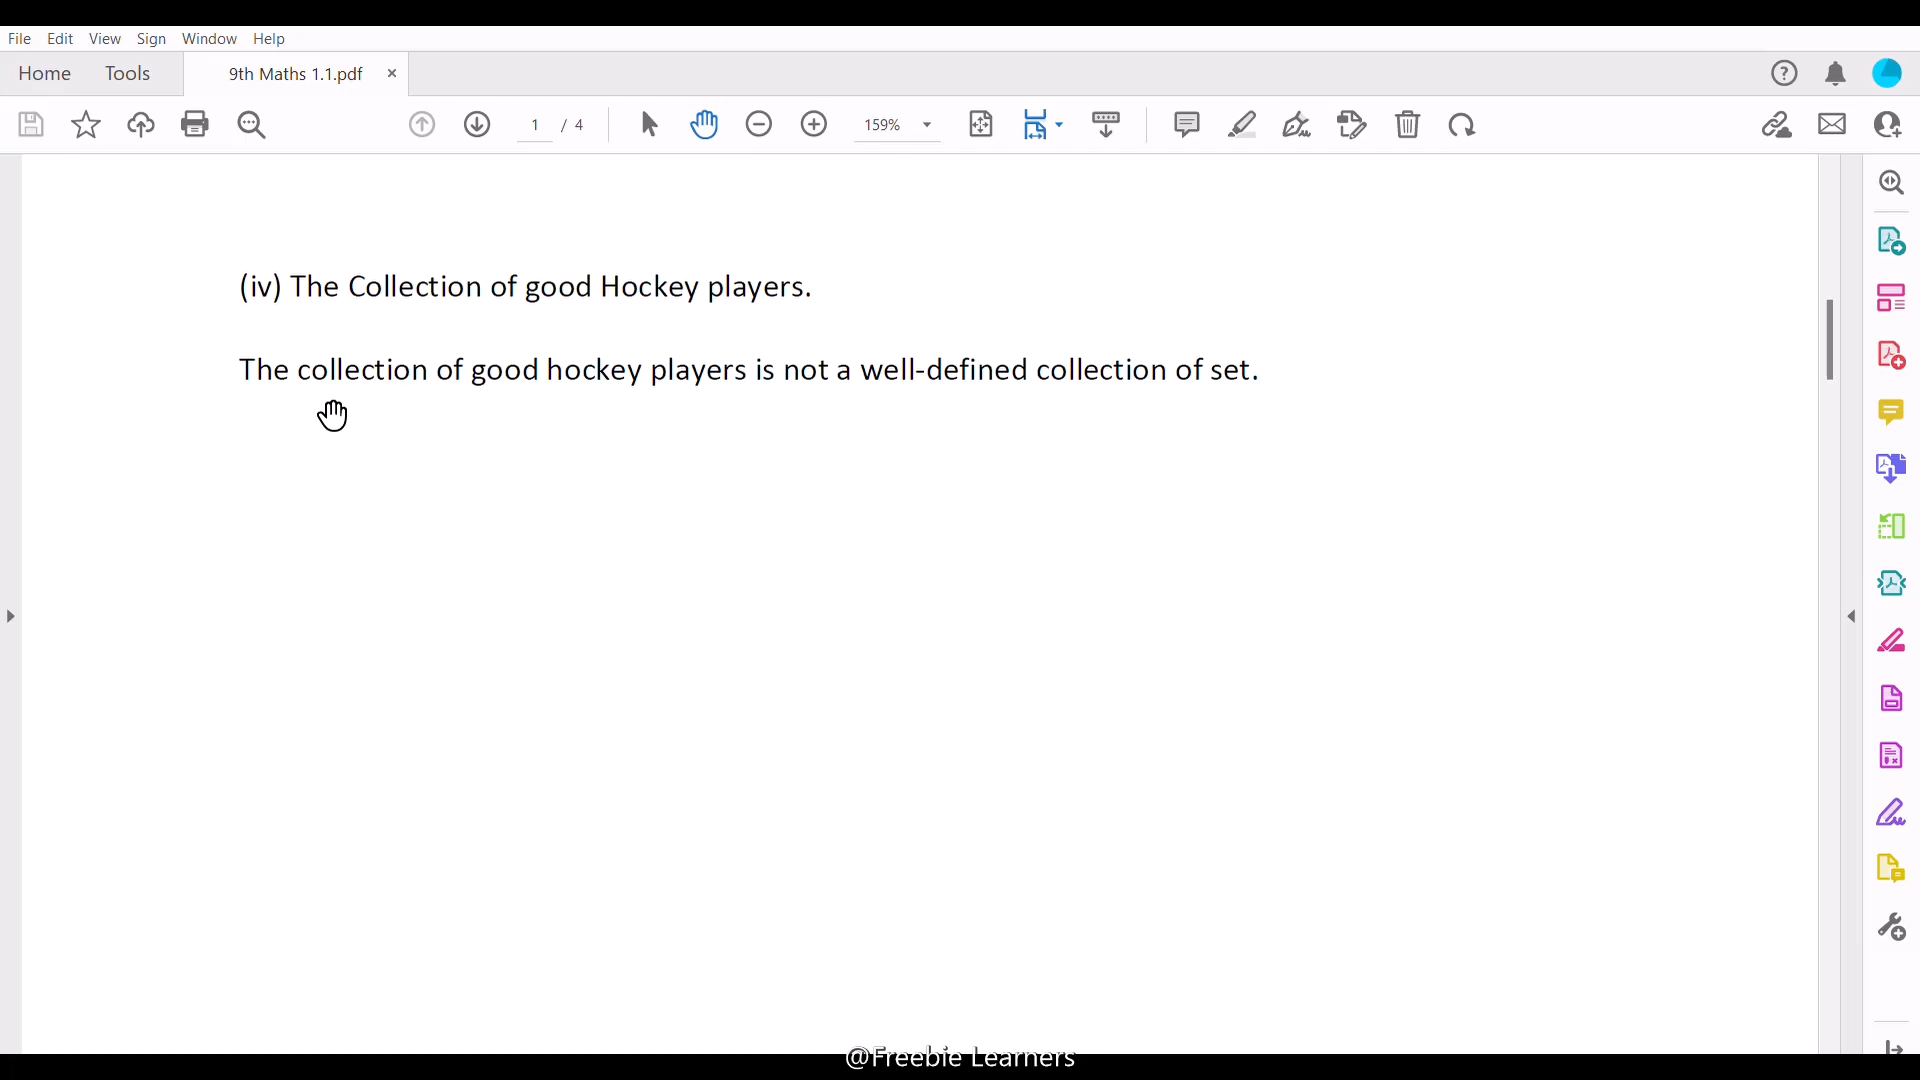 File Edit View Sign Window Help
Home Tools 9th Maths 1.1.pdf
1 / 4 159%
(iv) The Collection of good Hockey players.
The collection of good hockey players is not a well-defined collection of set.
@Freebie Learners